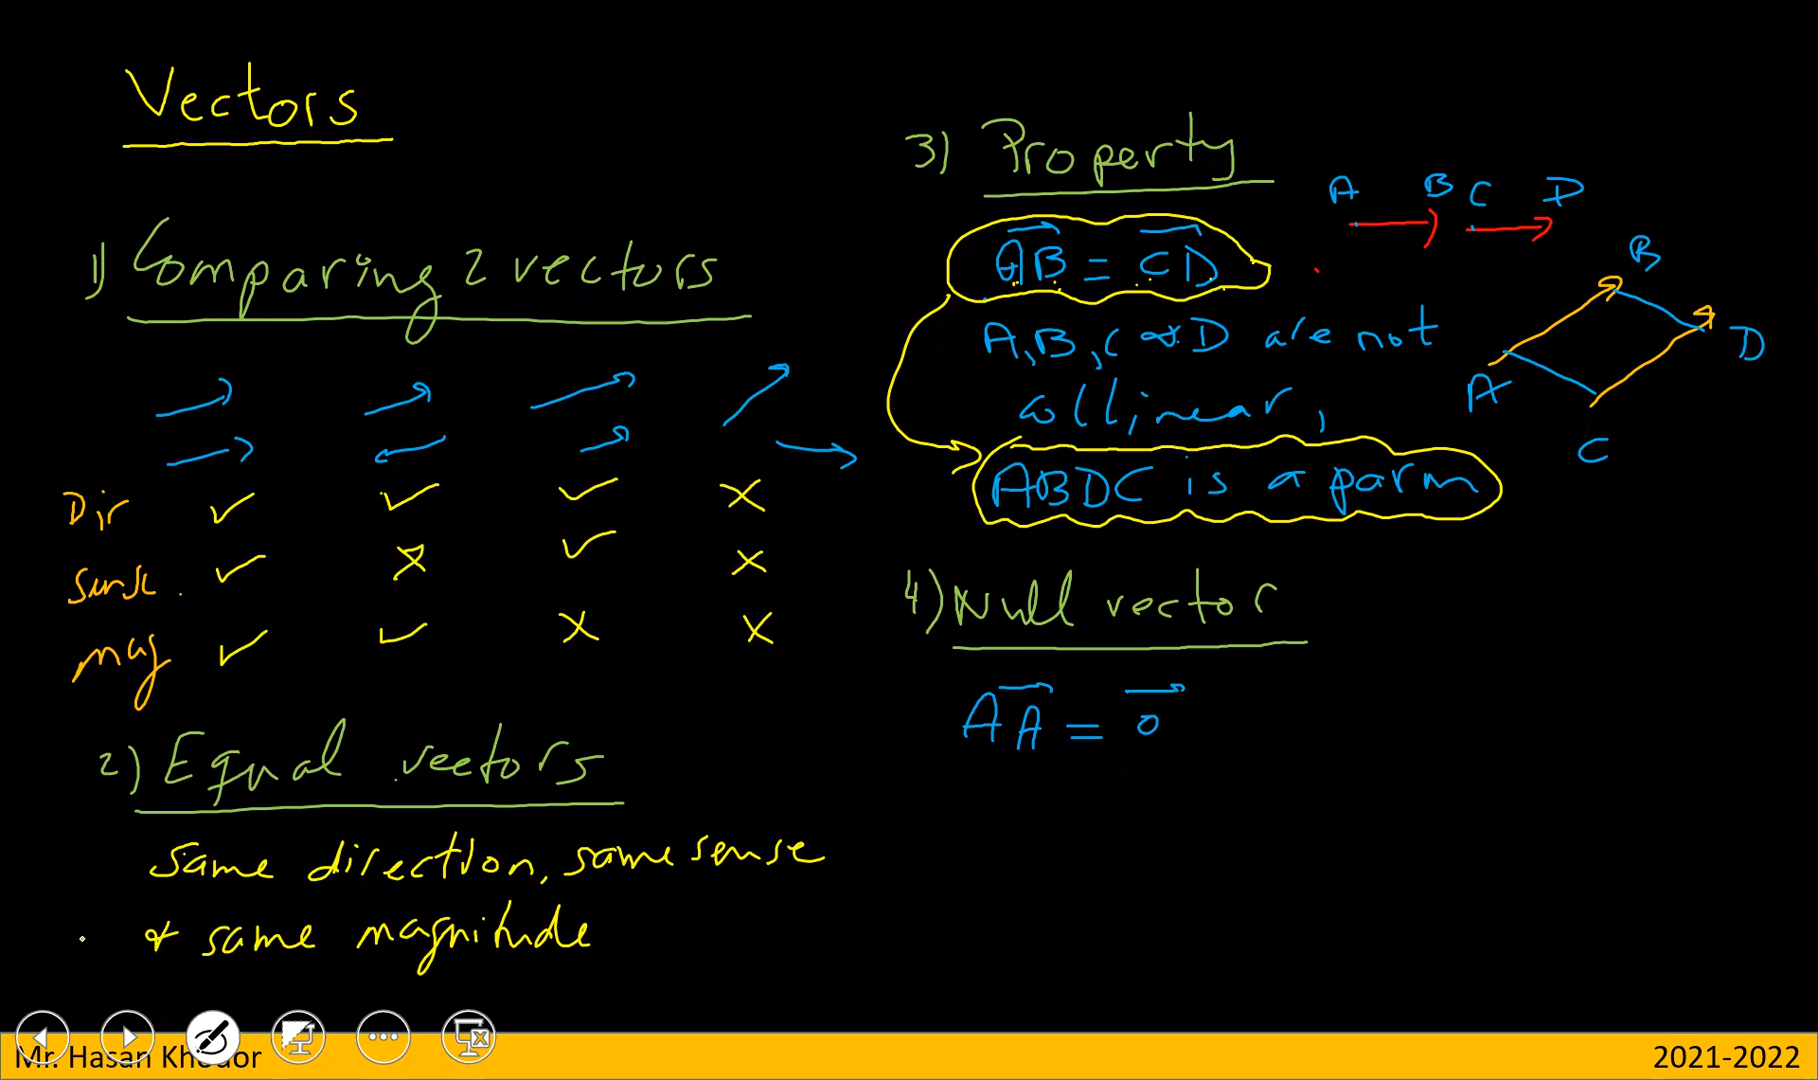 Vectors
1) Comparing 2 vectors
Dir ✓ ✓ ✓ ×
Sense ✓ × ✓ ×
mag ✓ ✓ × ×
2) Equal vectors
Same direction, same sense
& same magnitude
3) Property
A B C D
AB = CD
A, B, C & D are not
collinear,
ABDC is a parm
B
D
A
C
4) Null vector
AA = 0
Mr. Hasan Khodor
2021-2022